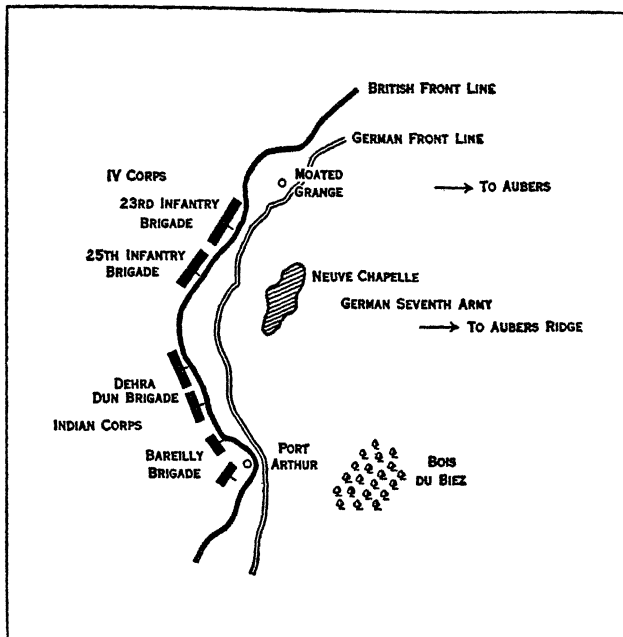 BRITISH FRONT LINE
GERMAN FRONT LINE
IV CORPS
MOATED
GRANGE
→ TO AUBERS
23RD INFANTRY
BRIGADE
25TH INFANTRY
BRIGADE
NEUVE CHAPELLE
GERMAN SEVENTH ARMY
→ TO AUBERS RIDGE
DEHRA
DUN BRIGADE
INDIAN CORPS
BAREILLY
BRIGADE
PORT
ARTHUR
BOIS
DU BIEZ